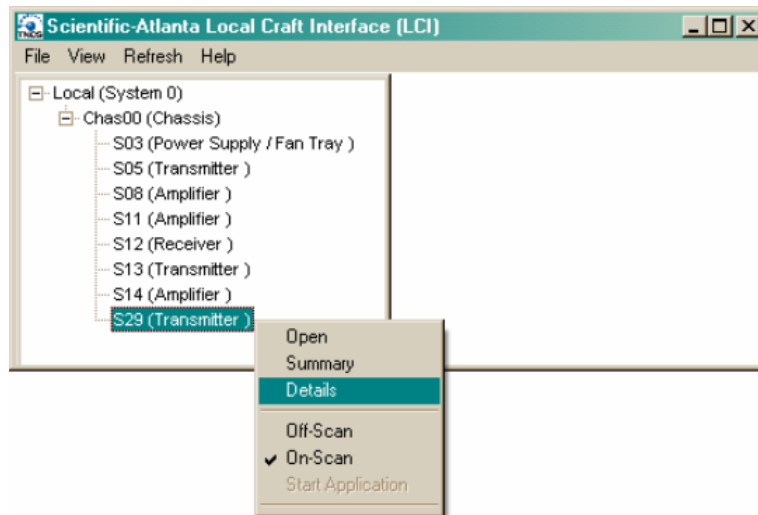 Scientific-Atlanta Local Craft Interface (LCI)
File View Refresh Help
Local (System 0)
Chas00 (Chassis)
S03 (Power Supply / Fan Tray )
S05 (Transmitter )
S08 (Amplifier )
S11 (Amplifier )
S12 (Receiver )
S13 (Transmitter )
S14 (Amplifier )
S29 (Transmitter )
Open
Summary
Details
Off-Scan
On-Scan
Start Application